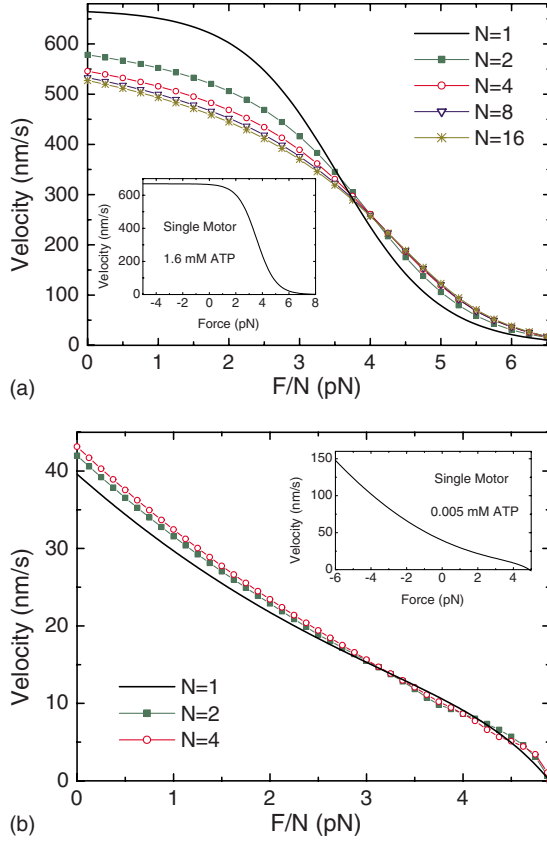 600
500
400
300
200
100
0
Velocity (nm/s)
N=1
N=2
N=4
N=8
N=16
600
400
200
0
Velocity (nm/s)
Single Motor
1.6 mM ATP
-4 -2 0 2 4 6 8
Force (pN)
0 1 2 3 4 5 6
(a)
F/N (pN)
40
30
20
10
0
Velocity (nm/s)
150
100
50
0
Velocity (nm/s)
Single Motor
0.005 mM ATP
-6 -4 -2 0 2 4
Force (pN)
N=1
N=2
N=4
0 1 2 3 4
(b)
F/N (pN)